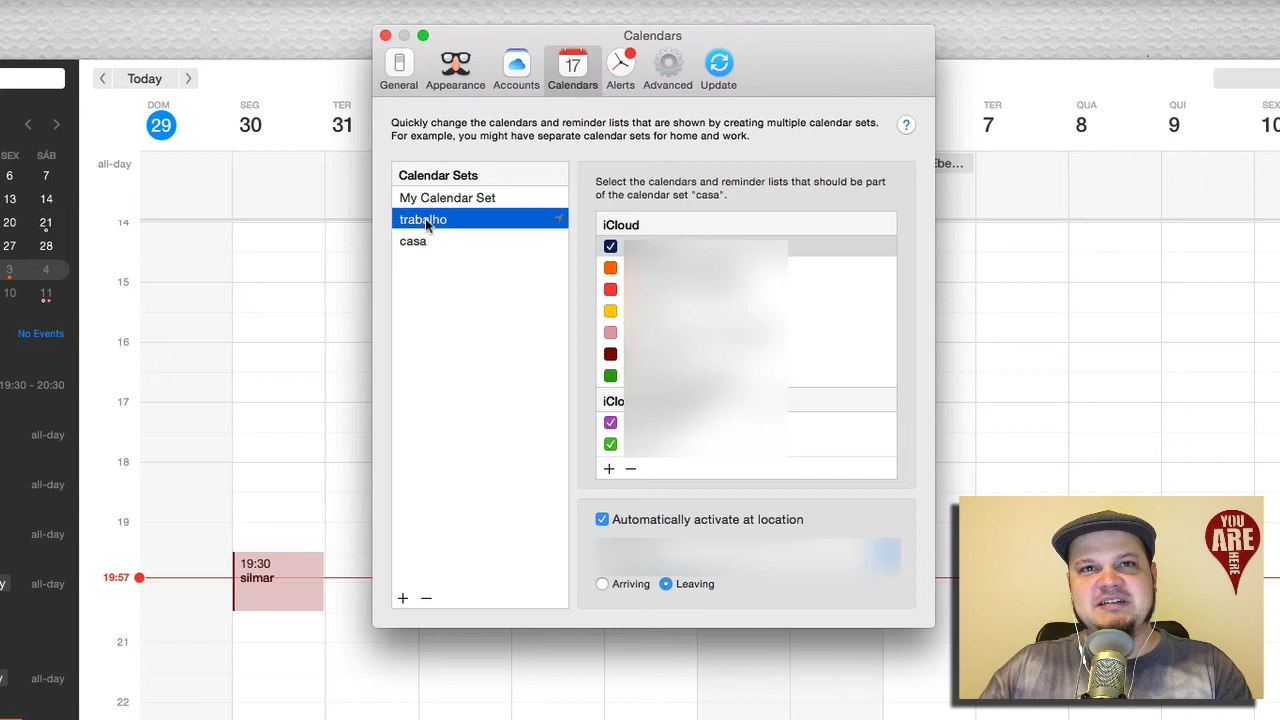 Calendars
General Appearance Accounts 17 Calendars Alerts Advanced Update
Quickly change the calendars and reminder lists that are shown by creating multiple calendar sets.
For example, you might have separate calendar sets for home and work.
?
Calendar Sets
My Calendar Set
trabalho
casa
Select the calendars and reminder lists that should be part
of the calendar set "casa".
iCloud
iClo
+ −
Automatically activate at location
Arriving Leaving
+ −
Today
DOM SEG TER TER QUA QUI SEX
29 30 31 7 8 9 10
all-day
Ebe...
14
15
16
17
18
19
19:57
21
22
19:30
silmar
SEX SÁB
6 7
13 14
20 21
27 28
3 4
10 11
No Events
19:30 - 20:30
all-day
all-day
all-day
y all-day
y all-day
YOU
ARE
HERE